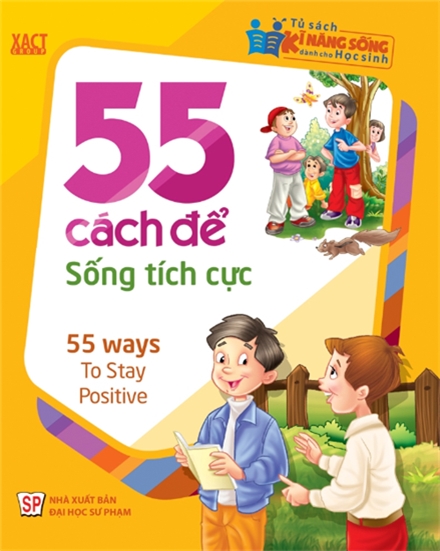 XACT
GROUP
Tủ sách
KĨ NĂNG SỐNG
dành cho Học sinh
55
cách để
Sống tích cực
55 ways
To Stay
Positive
SP
NHÀ XUẤT BẢN
ĐẠI HỌC SƯ PHẠM